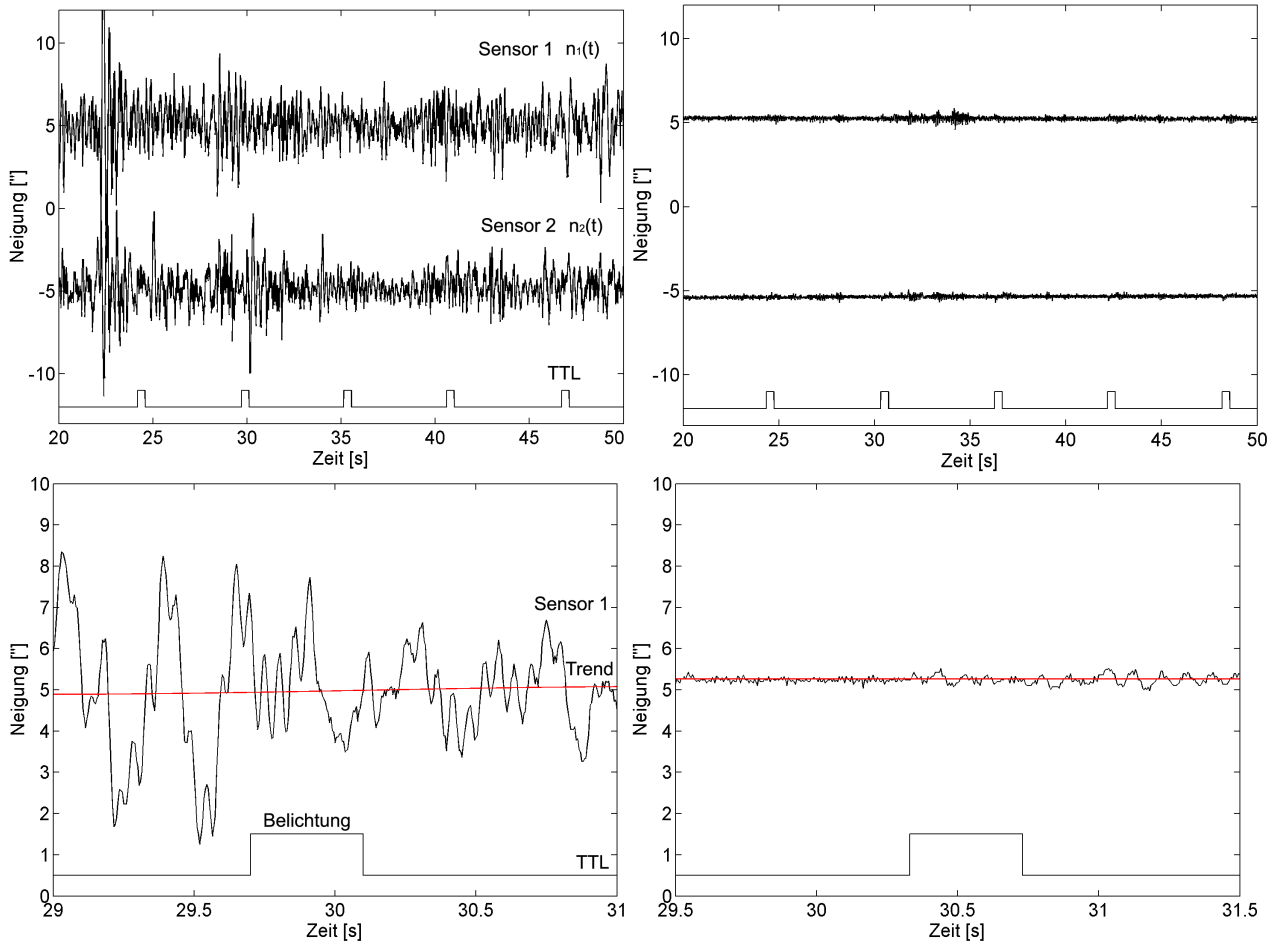 10
5
0
-5
-10
Neigung ["]
Sensor 1 n₁(t)
Sensor 2 n₂(t)
TTL
20 25 30 35 40 45 50
Zeit [s]
10
5
0
-5
-10
Neigung ["]
20 25 30 35 40 45 50
Zeit [s]
10
9
8
7
6
5
4
3
2
1
0
Neigung ["]
Sensor 1
Trend
Belichtung
TTL
29 29.5 30 30.5 31
Zeit [s]
10
9
8
7
6
5
4
3
2
1
0
Neigung ["]
29.5 30 30.5 31 31.5
Zeit [s]